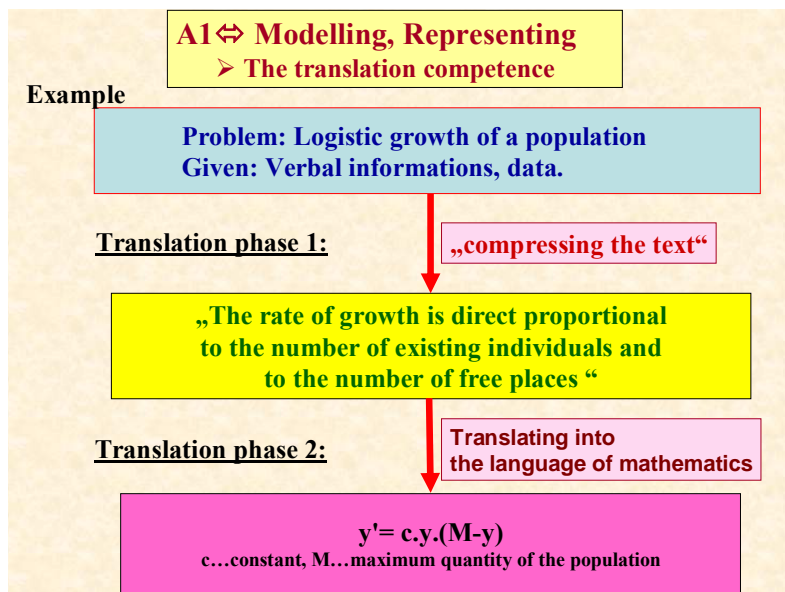 A1⇔ Modelling, Representing
➢ The translation competence
Example
Problem: Logistic growth of a population
Given: Verbal informations, data.
Translation phase 1:
„compressing the text“
„The rate of growth is direct proportional
to the number of existing individuals and
to the number of free places “
Translation phase 2:
Translating into
the language of mathematics
y'= c.y.(M-y)
c…constant, M…maximum quantity of the population